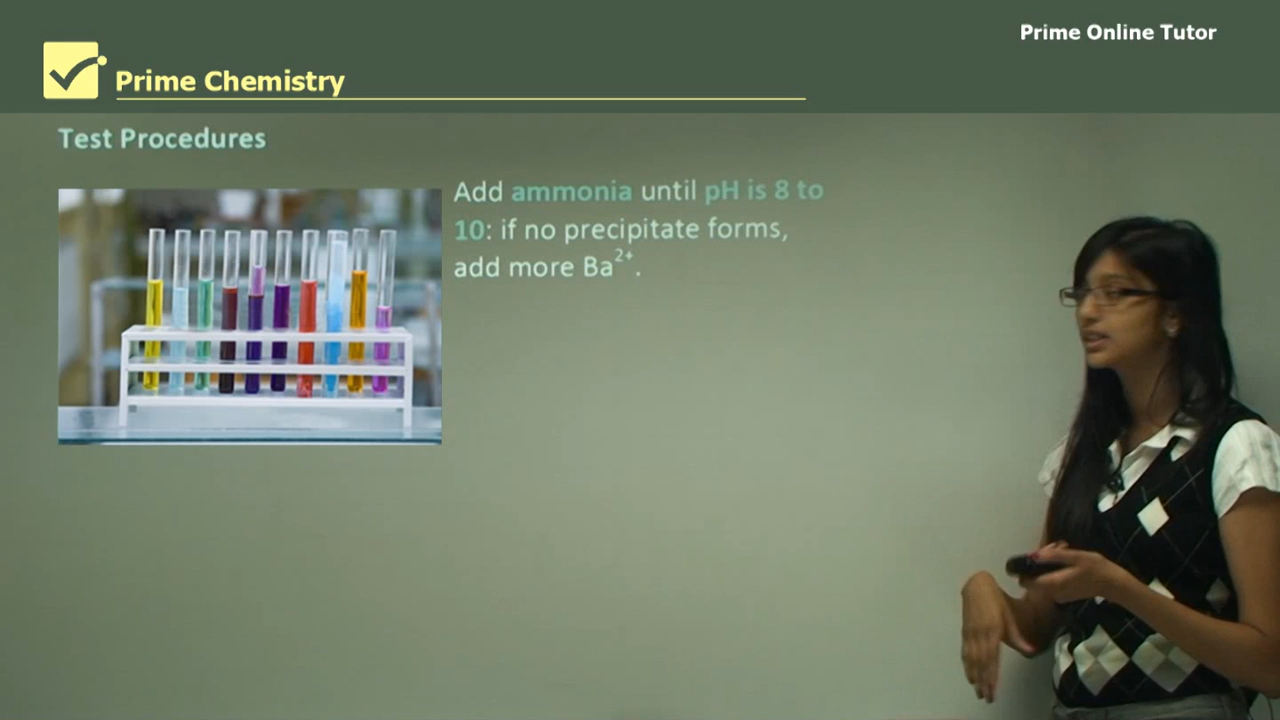 Prime Online Tutor
Prime Chemistry
Test Procedures
Add ammonia until pH is 8 to
10: if no precipitate forms,
add more Ba²⁺.